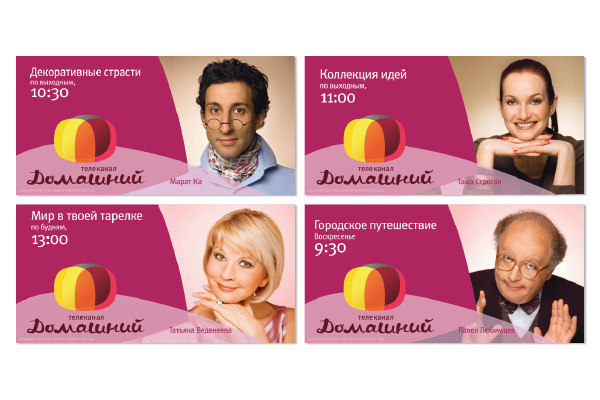 Декоративные страсти
по выходным,
10:30
телеканал
Домашний
Марат Ка
Коллекция идей
по выходным,
11:00
телеканал
Домашний
Таша Строгая
Мир в твоей тарелке
по будням,
13:00
телеканал
Домашний
Татьяна Веденеева
Городское путешествие
Воскресенье
9:30
телеканал
Домашний
Павел Любимцев